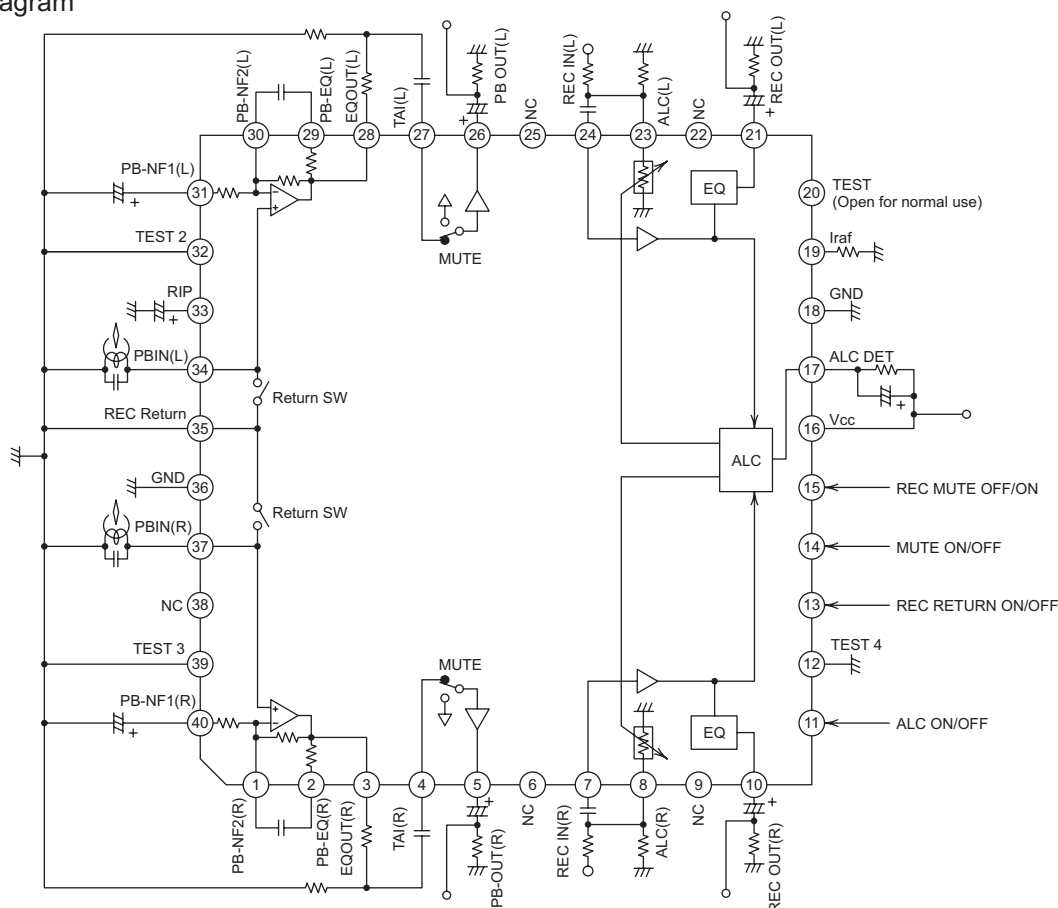 agram
PB-NF2(L)
PB-EQ(L)
EQOUT(L)
TAI(L)
PB OUT(L)
NC
REC IN(L)
ALC(L)
NC
REC OUT(L)
+
+
30
29
28
27
26
25
24
23
22
21
PB-NF1(L)
+
31
−
+
MUTE
EQ
20
TEST
(Open for normal use)
TEST 2
32
19
Iraf
RIP
+
33
18
GND
PBIN(L)
34
Return SW
17
ALC DET
+
REC Return
35
16
Vcc
ALC
GND
36
Return SW
15
REC MUTE OFF/ON
PBIN(R)
37
14
MUTE ON/OFF
NC
38
13
REC RETURN ON/OFF
TEST 3
39
MUTE
12
TEST 4
PB-NF1(R)
+
40
+
−
EQ
11
ALC ON/OFF
1
2
3
4
5
6
7
8
9
10
+
+
PB-NF2(R)
PB-EQ(R)
EQOUT(R)
TAI(R)
PB-OUT(R)
NC
REC IN(R)
ALC(R)
NC
REC OUT(R)